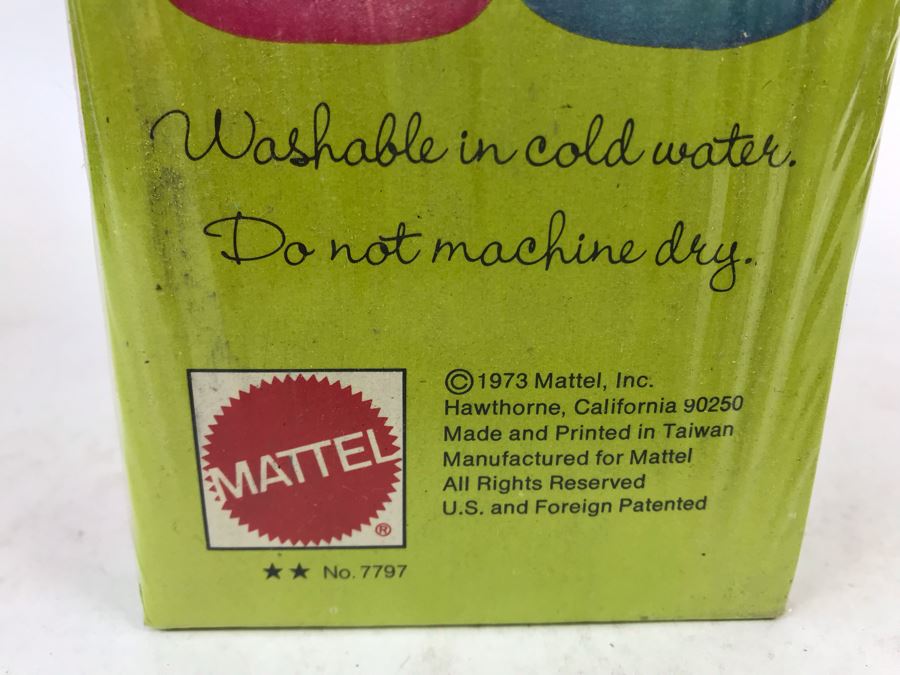 Washable in cold water.
Do not machine dry.
MATTEL
®
★★ No. 7797
©1973 Mattel, Inc.
Hawthorne, California 90250
Made and Printed in Taiwan
Manufactured for Mattel
All Rights Reserved
U.S. and Foreign Patented